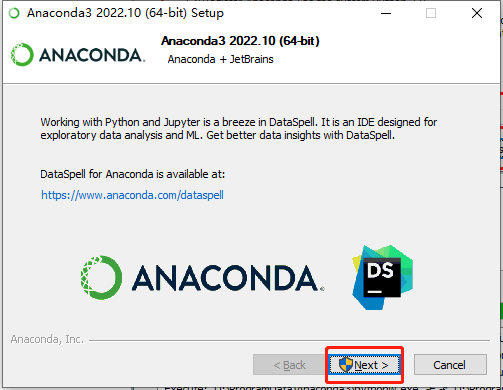 Anaconda3 2022.10 (64-bit) Setup
ANACONDA.
Anaconda3 2022.10 (64-bit)
Anaconda + JetBrains
Working with Python and Jupyter is a breeze in DataSpell. It is an IDE designed for
exploratory data analysis and ML. Get better data insights with DataSpell.
DataSpell for Anaconda is available at:
https://www.anaconda.com/dataspell
ANACONDA.
DS
Anaconda, Inc.
< Back
Next >
Cancel